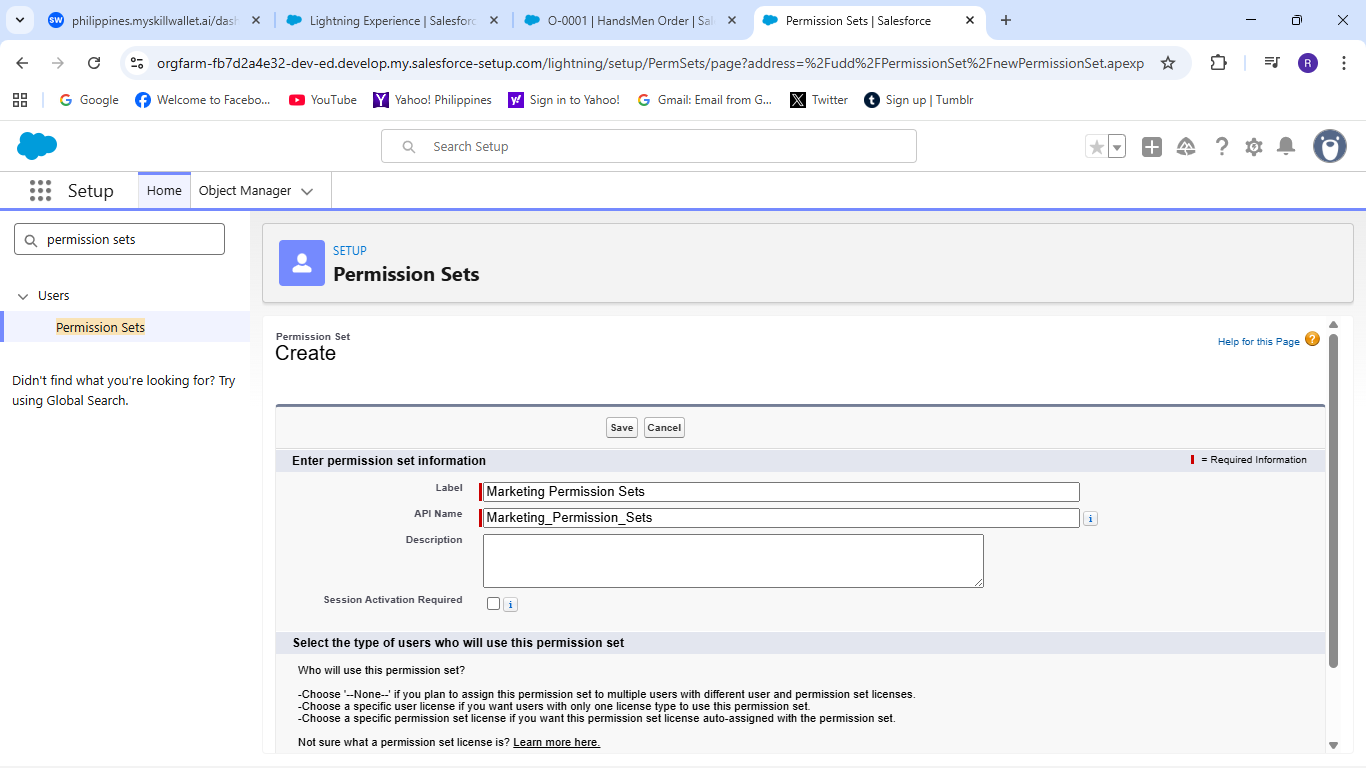 philippines.myskillwallet.ai/dash
Lightning Experience | Salesforc
O-0001 | HandsMen Order | Sal
Permission Sets | Salesforce
orgfarm-fb7d2a4e32-dev-ed.develop.my.salesforce-setup.com/lightning/setup/PermSets/page?address=%2Fudd%2FPermissionSet%2FnewPermissionSet.apexp
R
Google
Welcome to Facebo...
YouTube
Yahoo! Philippines
Sign in to Yahoo!
Gmail: Email from G...
Twitter
Sign up | Tumblr
Search Setup
Setup
Home
Object Manager
permission sets
Users
Permission Sets
Didn't find what you're looking for? Try
using Global Search.
SETUP
Permission Sets
Permission Set
Create
Help for this Page
Save
Cancel
Enter permission set information
= Required Information
Label
Marketing Permission Sets
API Name
Marketing_Permission_Sets
Description
Session Activation Required
Select the type of users who will use this permission set
Who will use this permission set?
-Choose '--None--' if you plan to assign this permission set to multiple users with different user and permission set licenses.
-Choose a specific user license if you want users with only one license type to use this permission set.
-Choose a specific permission set license if you want this permission set license auto-assigned with the permission set.
Not sure what a permission set license is? Learn more here.